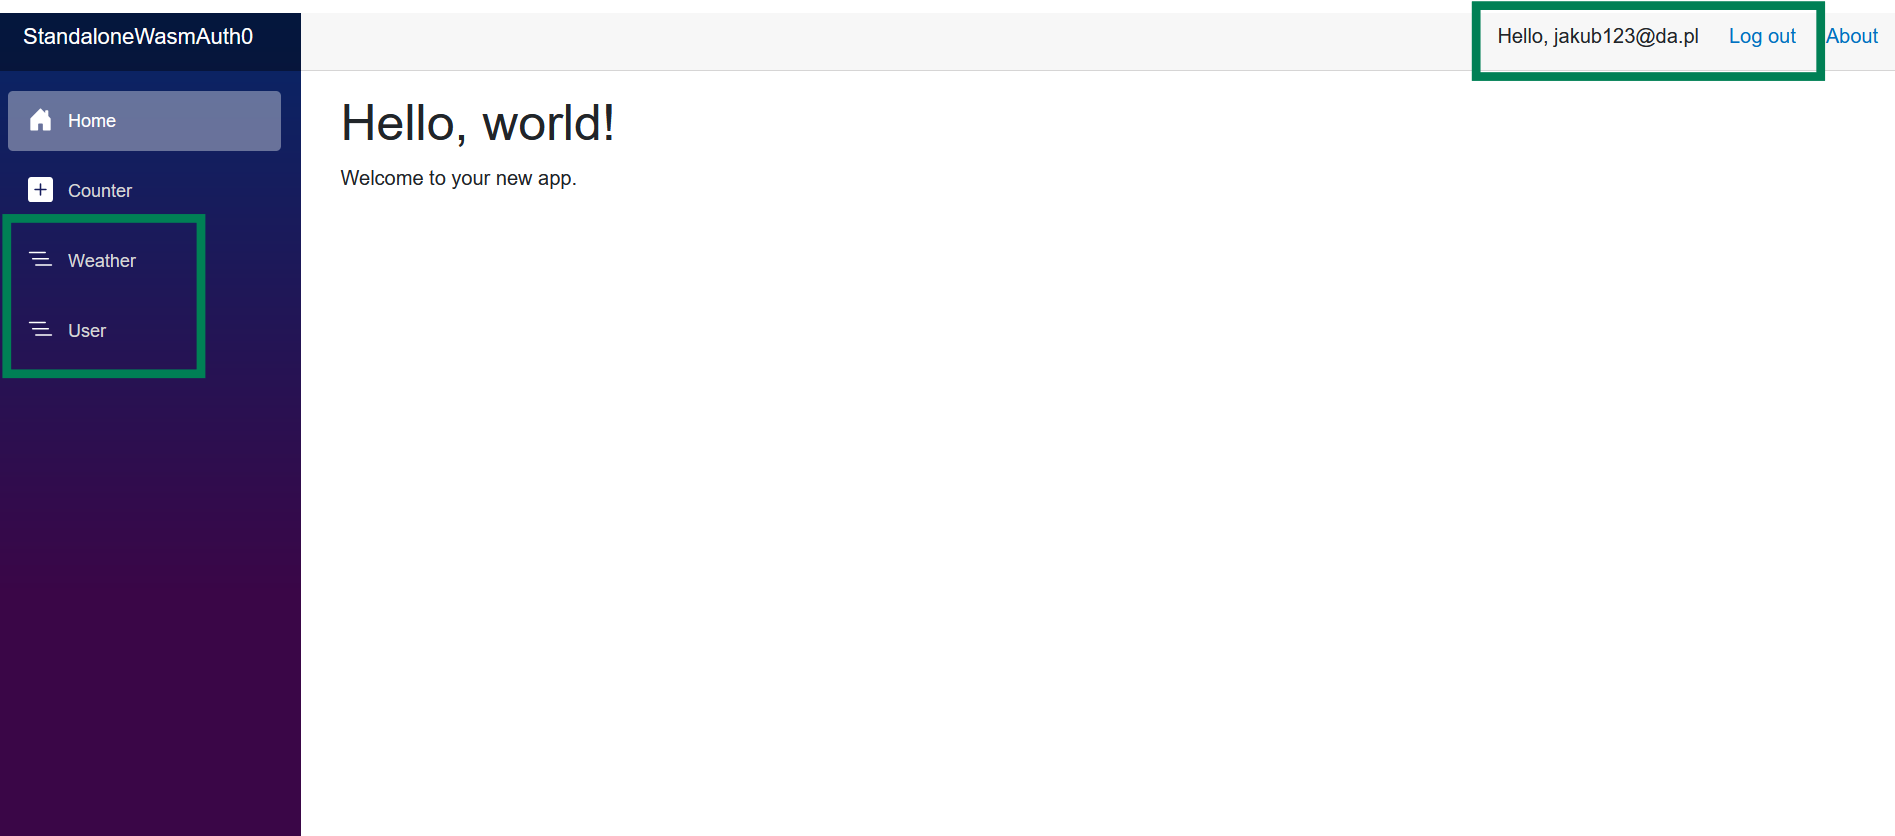 StandaloneWasmAuth0
Hello, jakub123@da.pl Log out About
Home
Counter
Weather
User
Hello, world!
Welcome to your new app.